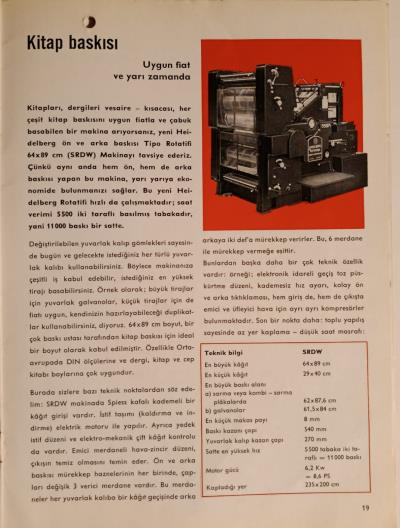 Kitap baskısı
Uygun fiat
ve yarı zamanda
Kitapları, dergileri vesaire – kısacası, her
çeşit kitap baskısını uygun fiatla ve çabuk
basabilen bir makina arıyorsanız, yeni Hei-
delberg ön ve arka baskısı Tipo Rotatifi
64x89 cm (SRDW) Makinayı tavsiye ederiz.
Çünkü aynı anda hem ön, hem de arka
baskısı yapan bu makina, yarı yarıya eko-
nomide bulunmanızı sağlar. Bu yeni Hei-
delberg Rotatifi hızlı da çalışmaktadır; saat
verimi 5500 iki taraflı basılmış tabakadır,
yani 11000 baskı bir satte.
Değiştirilebilen yuvarlak kalıp gömlekleri sayesin-
de bugün ve gelecekte istediğiniz her türlü yuvar-
lak kalıbı kullanabilirsiniz. Böylece makinanıza
çeşitli iş kabul edebilir, istediğiniz en yüksek
tirajı basabilirsiniz. Örnek olarak; büyük tirajlar
için yuvarlak galvanolar, küçük tirajlar için de
fiatı uygun, kendinizin hazırlayabileceği duplikat-
lar kullanabilirsiniz, diyoruz. 64x89 cm boyut, bir
çok baskı ustası tarafından kitap baskısı için ideal
bir boyut olarak kabul edilmiştir. Özellikle Orta-
avrupada DIN ölçülerine ve dergi, kitap ve cep
kitabı boylarına çok uygundur.
Burada sizlere bazı teknik noktalardan söz ede-
lim: SRDW makinada Spiess kafalı kademeli bir
kâğıt girişi vardır. İstif taşımı (kaldırma ve in-
dirme) elektrik motoru ile yapılır. Ayrıca yedek
istif düzeni ve elektro-mekanik çift kâğıt kontrolu
da vardır. Emici merdaneli hava-cinzir düzeni,
çıkışın temiz olmasını temin eder. Ön ve arka
baskısı mürekkep haznelerinin her birinde, çap-
ları değişik 3 verici merdane vardır. Bu merda-
neler her yuvarlak kalıba bir kâğıt geçişinde arka
arkaya iki def'a mürekkep verirler. Bu, 6 merdane
ile mürekkep vermeğe eşittir.
Bunlardan başka daha bir çok teknik özellik
vardır: örneği; elektronik idareli geçiş toz püs-
kürtme düzeni, kademesiz hız ayarı, kolay ön
ve arka tıktıklaması, hem giriş de, hem de çıkışta
emici ve üfleyici hava için ayrı ayrı kompresörler
bulunmaktadır. Son bir nokta daha: toplu yapılış
sayesinde az yer kaplama – düşük saat masrafı:
Teknik bilgi SRDW
En büyük kâğıt 64x89 cm
En küçük kâğıt 29x40 cm
En büyük baskı alanı
a) sarma veya kombi – sarma
plâkalarda 62x87,6 cm
b) galvanolar 61,5x84 cm
En küçük makas payı 8 mm
Baskı kazanı çapı 540 mm
Yuvarlak kalıp kazan çapı 270 mm
Satte en yüksek hız 5500 tabaka iki ta-
raflı = 11000 baskı
Motor gücü 6,2 Kw
= 8,6 PS
Kapladığı yer 235x200 cm
19